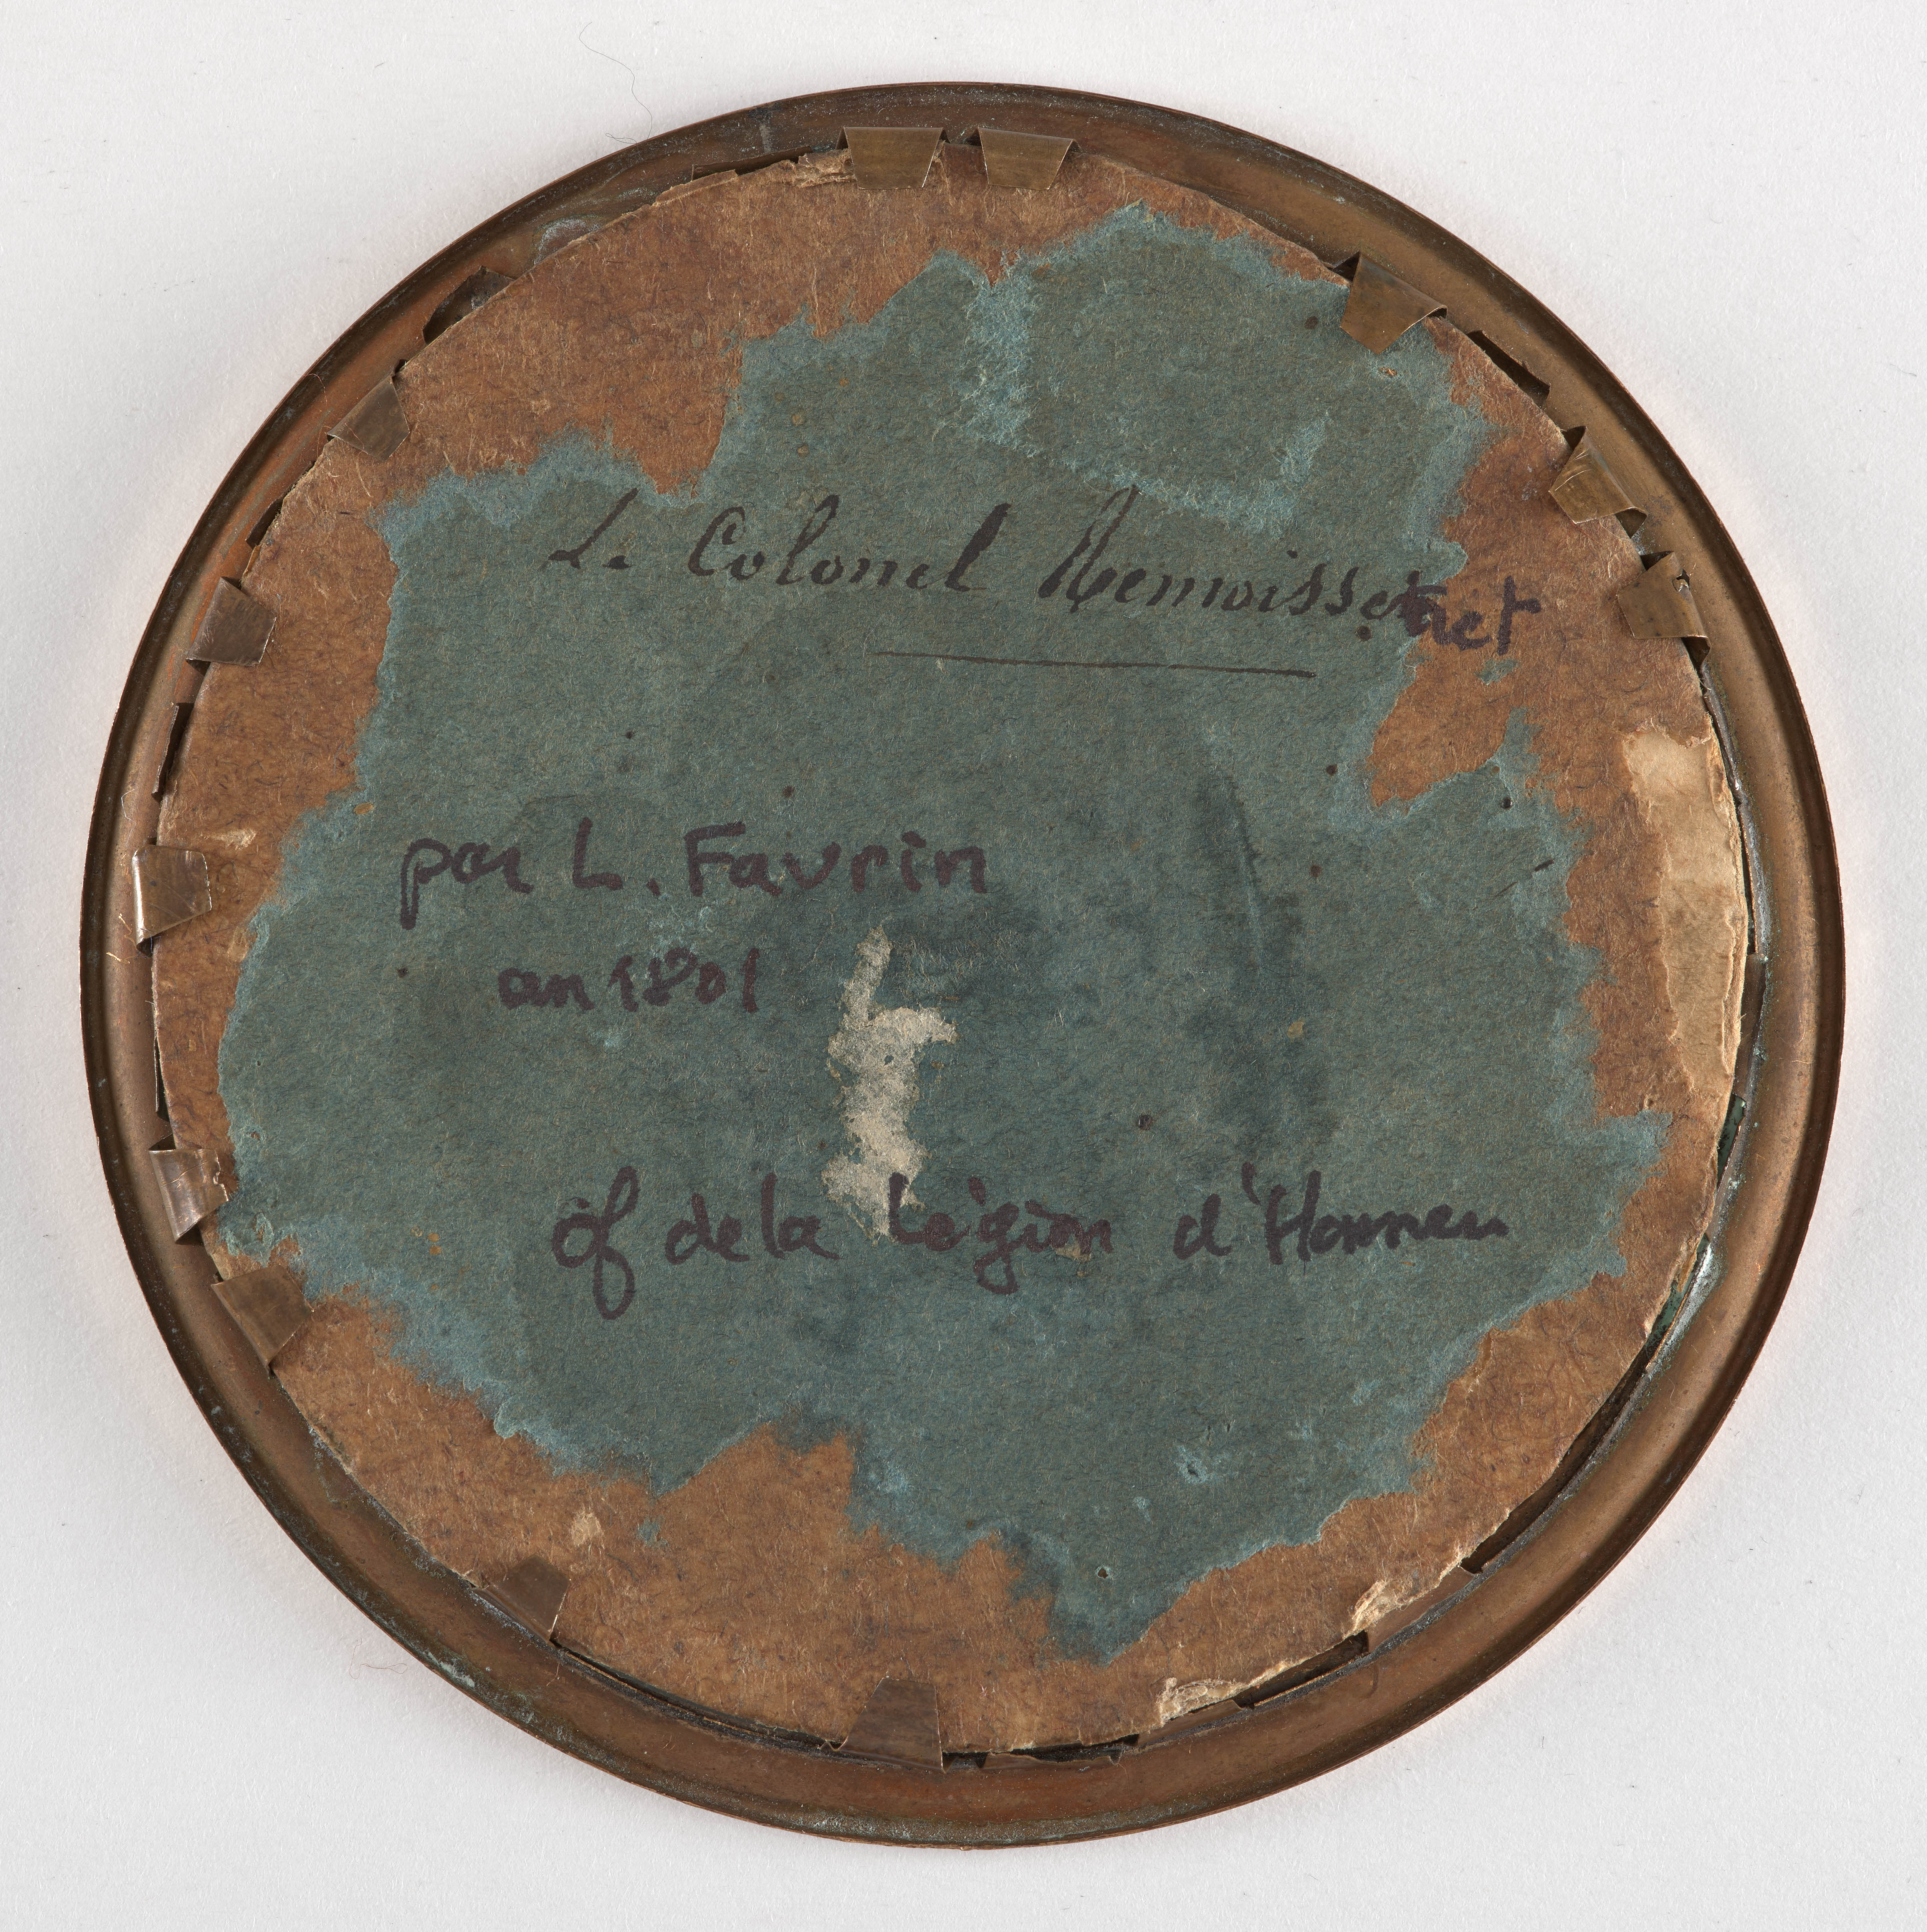 Le Colonel Remoissenet
par L. Favrin
an 1801
of de la Légion d'Honneur